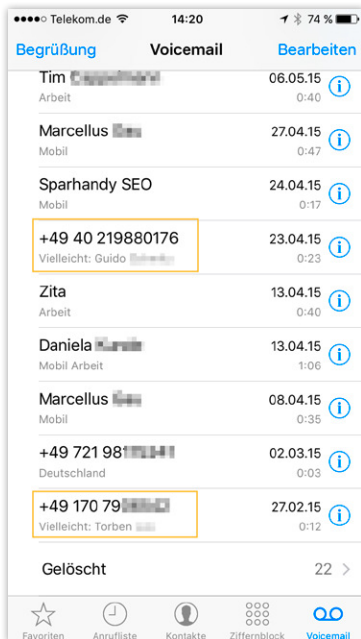 Telekom.de 14:20 74 %
Begrüßung Voicemail Bearbeiten
Tim 06.05.15
Arbeit 0:40
Marcellus 27.04.15
Mobil 0:47
Sparhandy SEO 24.04.15
Mobil 0:17
+49 40 219880176 23.04.15
Vielleicht: Guido 0:23
Zita 13.04.15
Arbeit 0:40
Daniela 13.04.15
Mobil Arbeit 1:06
Marcellus 08.04.15
Mobil 0:35
+49 721 98 02.03.15
Deutschland 0:03
+49 170 79 27.02.15
Vielleicht: Torben 0:12
Gelöscht 22
Favoriten Anrufliste Kontakte Ziffernblock Voicemail